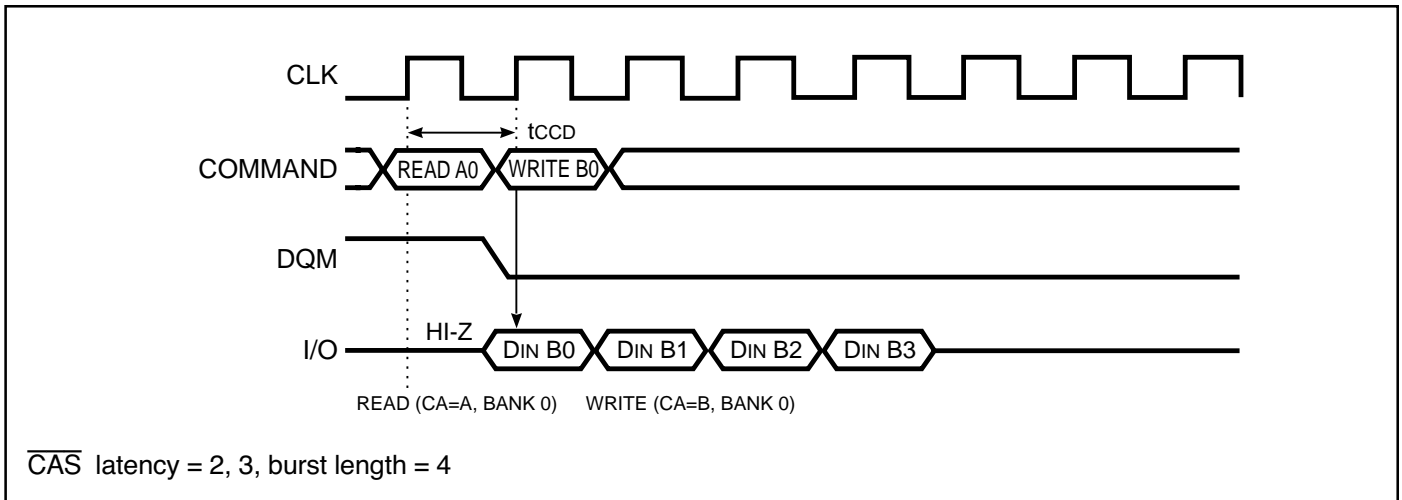 CLK
tCCD
COMMAND READ A0 WRITE B0
DQM
HI-Z
I/O DIN B0 DIN B1 DIN B2 DIN B3
READ (CA=A, BANK 0) WRITE (CA=B, BANK 0)
CAS latency = 2, 3, burst length = 4